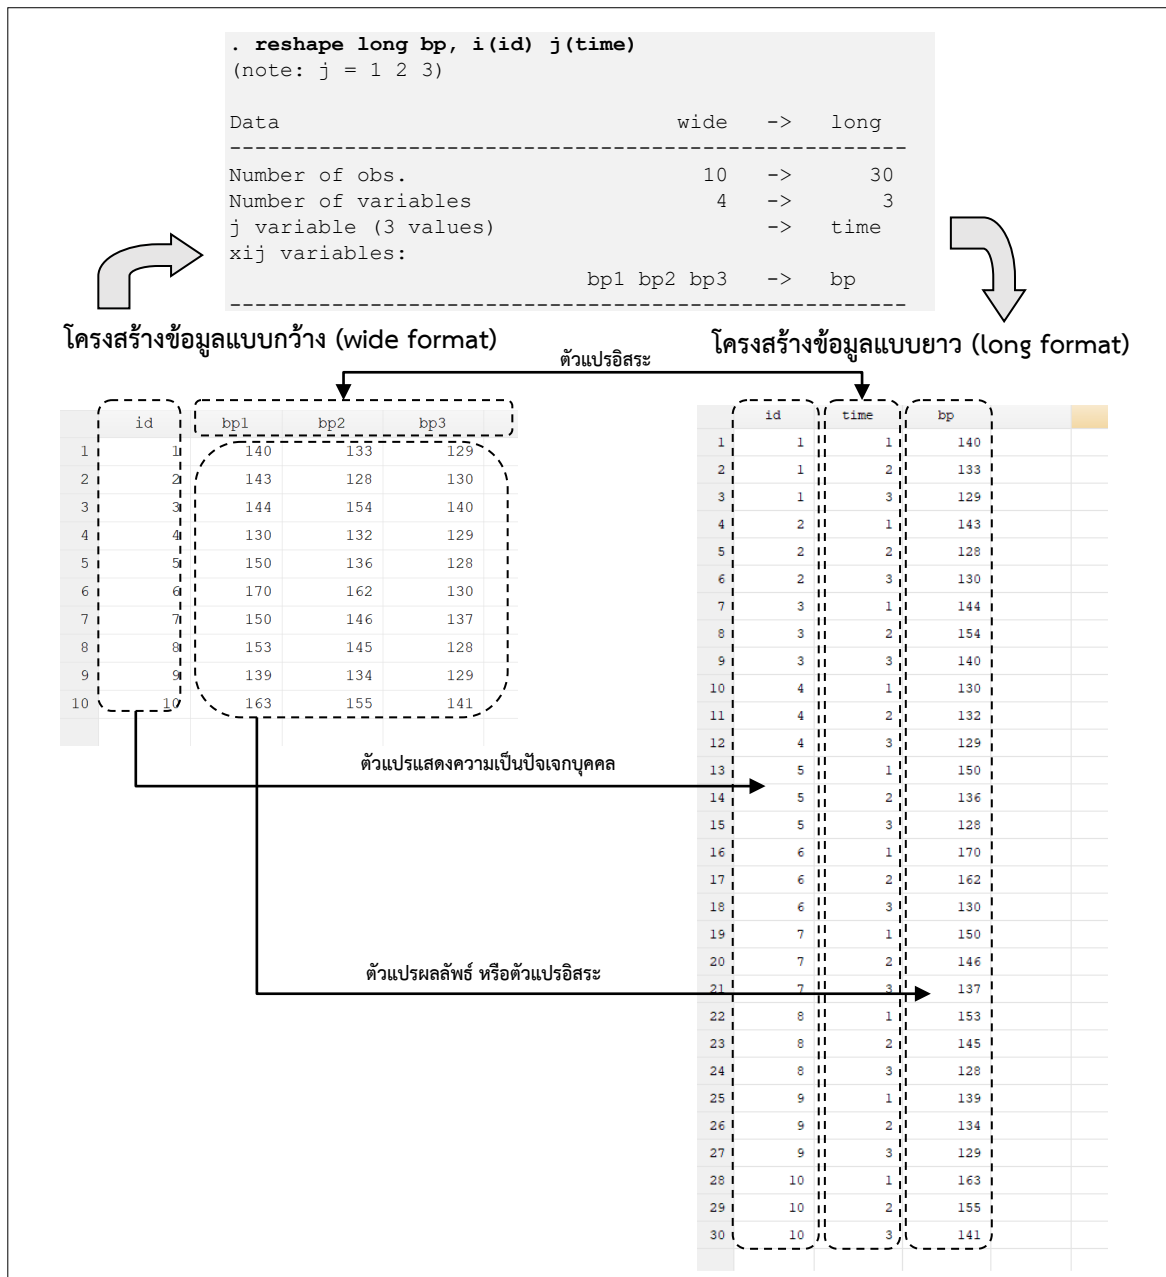 . reshape long bp, i(id) j(time)
(note: j = 1 2 3)
Data wide -> long
-----------------------------------------------------
Number of obs. 10 -> 30
Number of variables 4 -> 3
j variable (3 values) -> time
xij variables:
bp1 bp2 bp3 -> bp
-----------------------------------------------------
โครงสร้างข้อมูลแบบกว้าง (wide format)
โครงสร้างข้อมูลแบบยาว (long format)
ตัวแปรอิสระ
id bp1 bp2 bp3
1 1 140 133 129
2 2 143 128 130
3 3 144 154 140
4 4 130 132 129
5 5 150 136 128
6 6 170 162 130
7 7 150 146 137
8 8 153 145 128
9 9 139 134 129
10 10 163 155 141
ตัวแปรแสดงความเป็นปัจเจกบุคคล
ตัวแปรผลลัพธ์ หรือตัวแปรอิสระ
id time bp
1 1 1 140
2 1 2 133
3 1 3 129
4 2 1 143
5 2 2 128
6 2 3 130
7 3 1 144
8 3 2 154
9 3 3 140
10 4 1 130
11 4 2 132
12 4 3 129
13 5 1 150
14 5 2 136
15 5 3 128
16 6 1 170
17 6 2 162
18 6 3 130
19 7 1 150
20 7 2 146
21 7 3 137
22 8 1 153
23 8 2 145
24 8 3 128
25 9 1 139
26 9 2 134
27 9 3 129
28 10 1 163
29 10 2 155
30 10 3 141